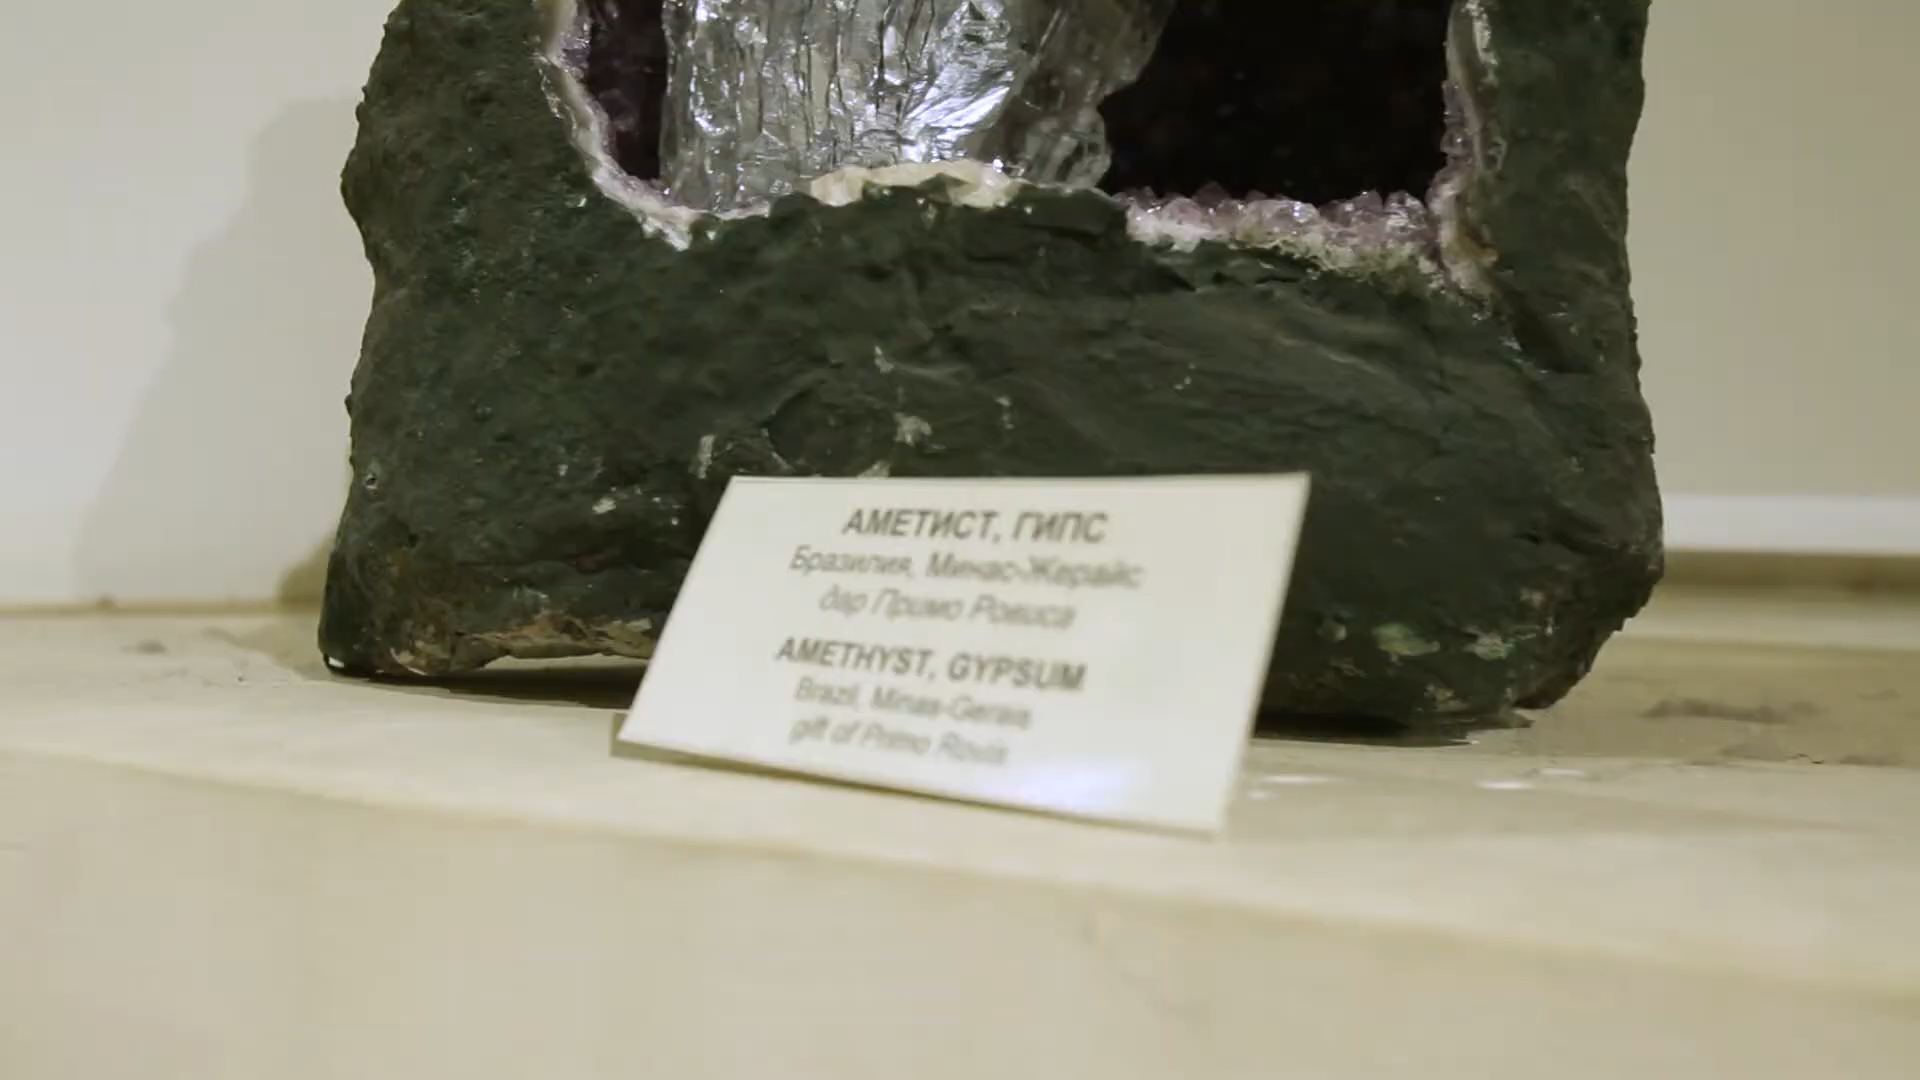 АМЕТИСТ, ГИПС
Бразилия, Минас-Жерайс
дар Примо Ровиса
AMETHYST, GYPSUM
Brazil, Minas-Gerais
gift of Primo Rovis